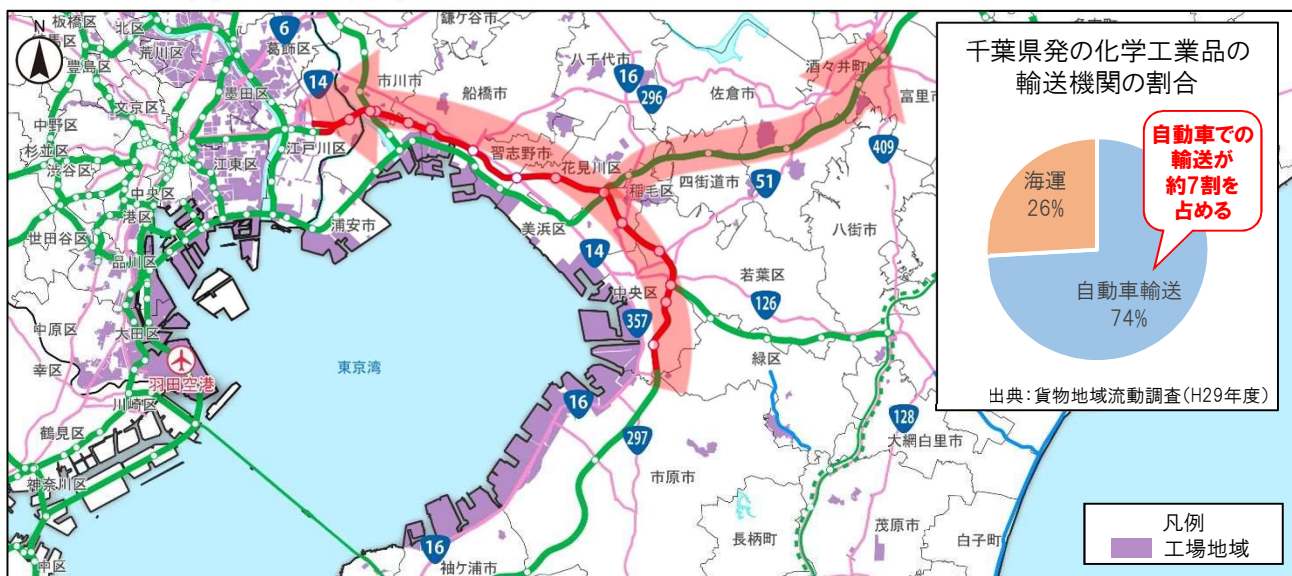 N
板橋区
北区
荒川区
豊島区
文京区
中野区
杉並区
渋谷区
中央区
港区
世田谷区
品川区
墨田区
江東区
葛飾区
6
14
江戸川区
浦安市
市川市
鎌ケ谷市
船橋市
八千代市
16
296
佐倉市
酒々井町
富里市
409
習志野市
花見川区
稲毛区
四街道市
51
八街市
美浜区
14
中央区
若葉区
126
357
緑区
東京湾
中原区
大田区
幸区
羽田空港
川崎区
鶴見区
神奈川区
中区
16
297
市原市
128
大網白里市
長柄町
茂原市
白子町
16
袖ケ浦市
千葉県発の化学工業品の
輸送機関の割合
自動車での
輸送が
約7割を
占める
海運
26%
自動車輸送
74%
出典：貨物地域流動調査(H29年度)
凡例
工場地域